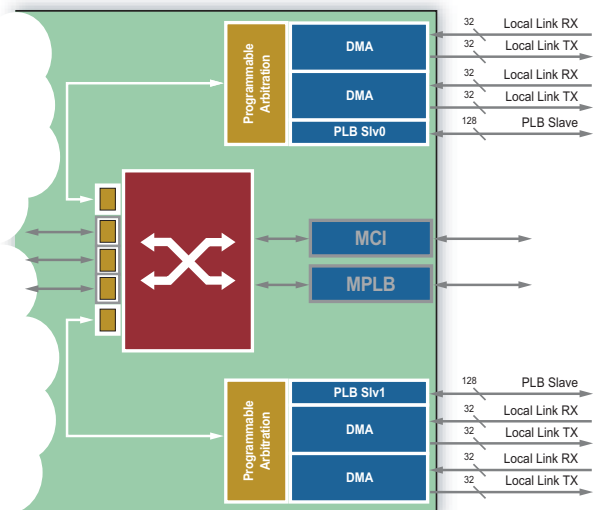 Programmable
Arbitration
DMA
DMA
PLB Slv0
32
Local Link RX
32
Local Link TX
32
Local Link RX
32
Local Link TX
128
PLB Slave
MCI
MPLB
Programmable
Arbitration
PLB Slv1
DMA
DMA
128
PLB Slave
32
Local Link RX
32
Local Link TX
32
Local Link RX
32
Local Link TX